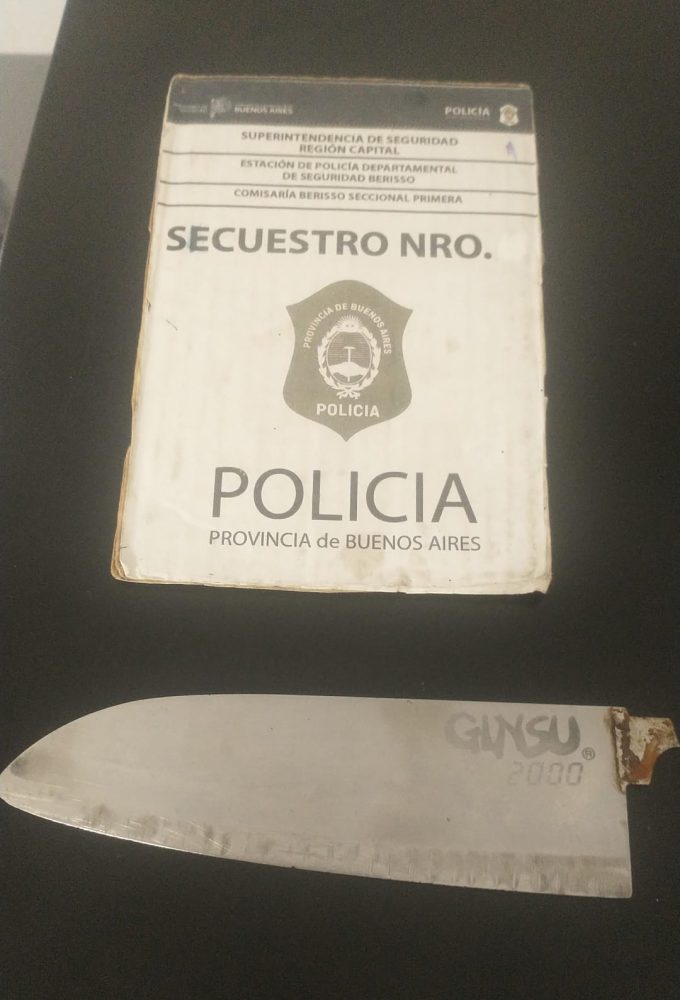 BUENOS AIRES
POLICIA
SUPERINTENDENCIA DE SEGURIDAD
REGIÓN CAPITAL
ESTACIÓN DE POLICÍA DEPARTAMENTAL
DE SEGURIDAD BERISSO
COMISARÍA BERISSO SECCIONAL PRIMERA
SECUESTRO NRO.
PROVINCIA DE BUENOS AIRES
POLICIA
POLICIA
PROVINCIA de BUENOS AIRES
GINSU®
2000